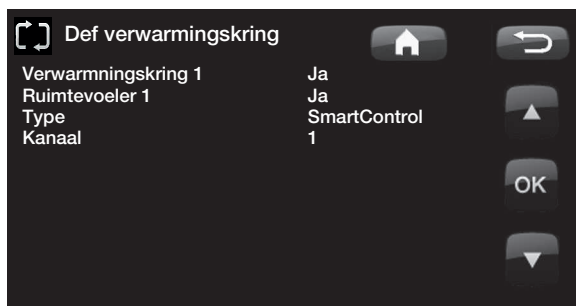 Def verwarmingskring
Verwarmningskring 1 Ja
Ruimtevoeler 1 Ja
Type SmartControl
Kanaal 1
OK